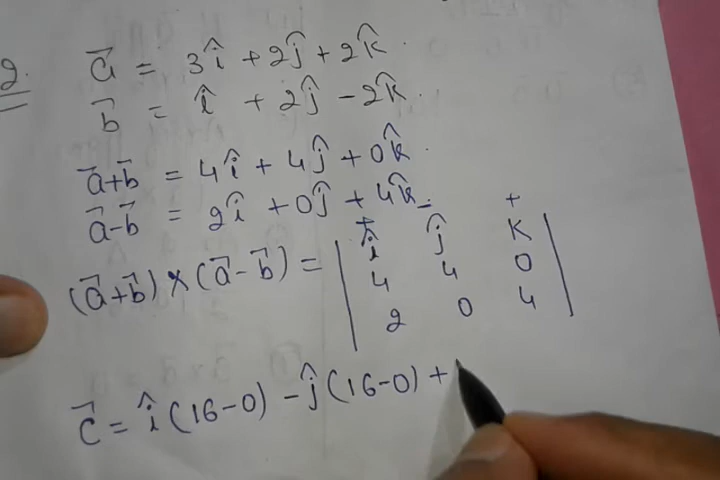 2.
a⃗ = 3î + 2ĵ + 2k̂.
b⃗ = î + 2ĵ - 2k̂.
a⃗+b⃗ = 4î + 4ĵ + 0k̂.
a⃗-b⃗ = 2î + 0ĵ + 4k̂.
(a⃗+b⃗) × (a⃗-b⃗) = | +î ĵ +k |
| 4 4 0 |
| 2 0 4 |
c⃗ = î(16-0) - ĵ(16-0) +